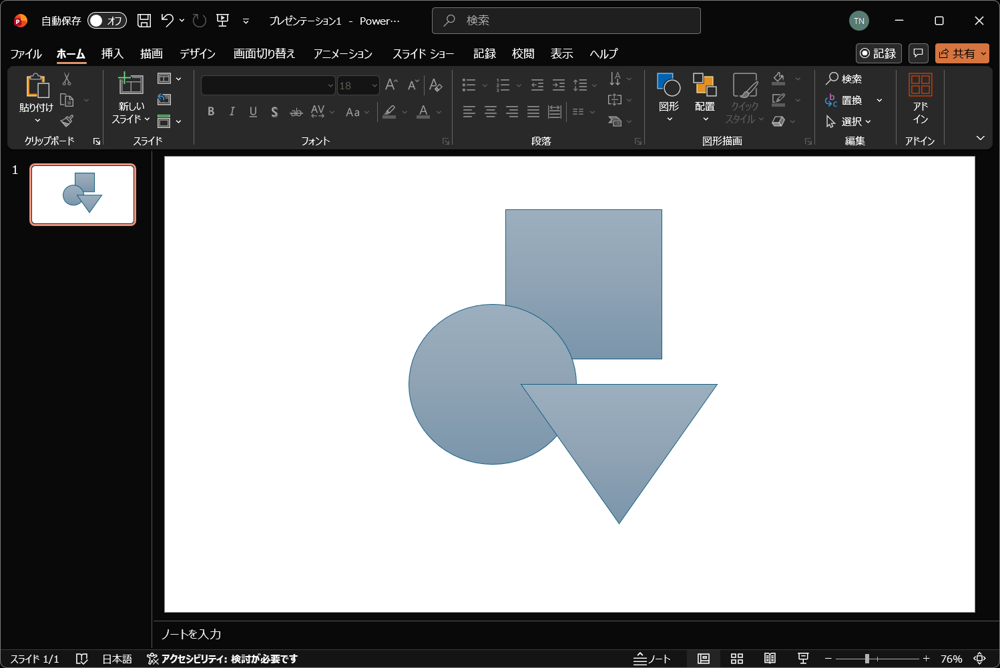 自動保存 オフ プレゼンテーション1 - Power… 検索 TN
ファイル ホーム 挿入 描画 デザイン 画面切り替え アニメーション スライド ショー 記録 校閲 表示 ヘルプ 記録 共有
貼り付け
クリップボード
新しい
スライド
スライド
18
B I U S ab AV Aa A
フォント
段落
図形
配置
クイック
スタイル
図形描画
検索
置換
選択
編集
アド
イン
アドイン
1
ノートを入力
スライド 1/1 日本語 アクセシビリティ: 検討が必要です ノート 76%